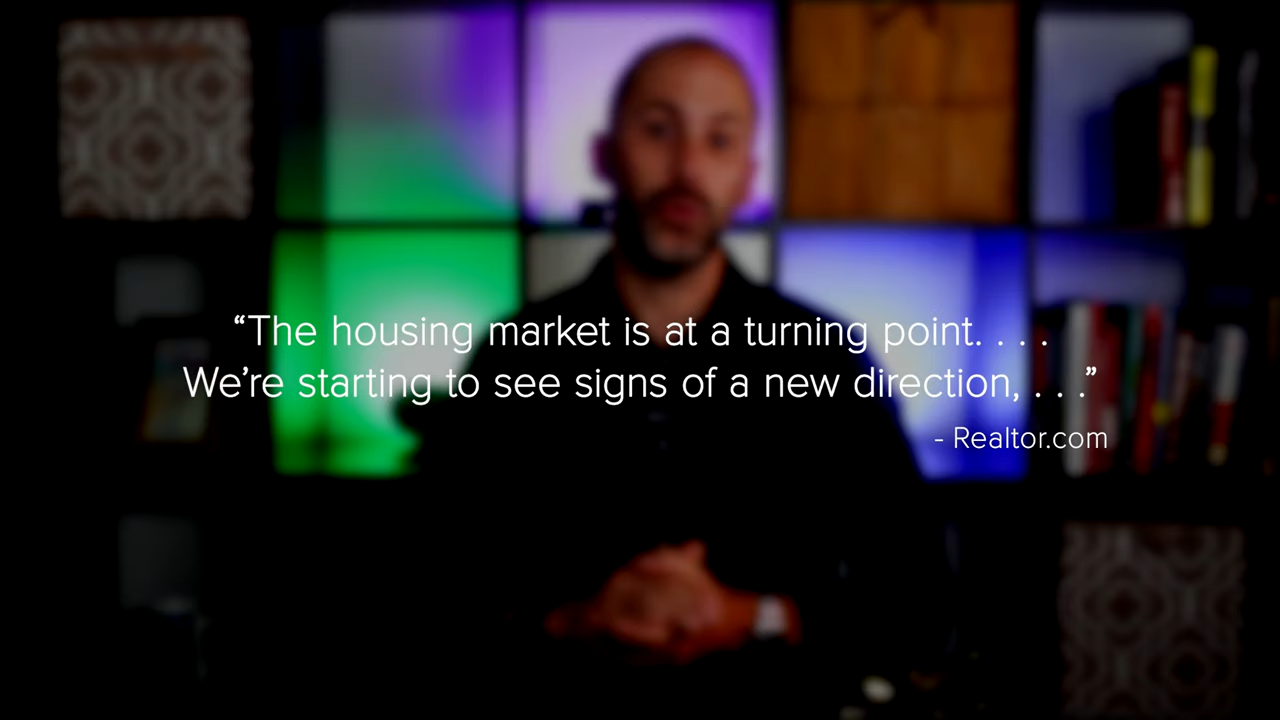 “The housing market is at a turning point. . . .
We’re starting to see signs of a new direction, . . .”
- Realtor.com